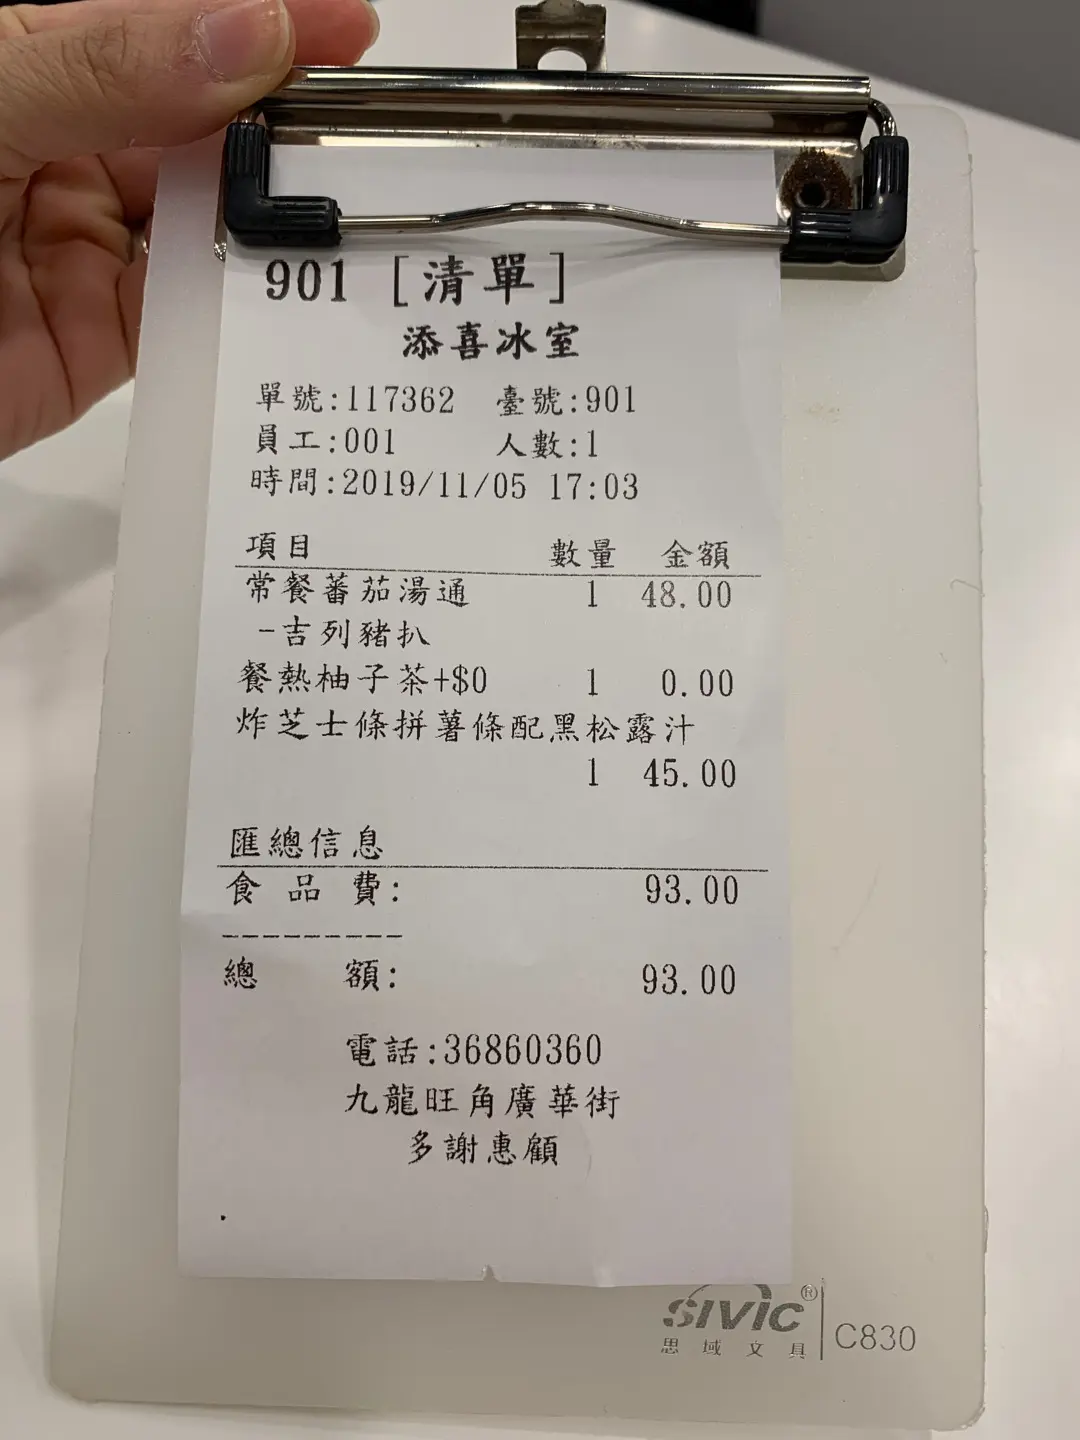 901 [清單]
添喜冰室
單號:117362 臺號:901
員工:001 人數:1
時間:2019/11/05 17:03
項目 數量 金額
常餐蕃茄湯通 1 48.00
-吉列豬扒
餐熱柚子茶+$0 1 0.00
炸芝士條拼薯條配黑松露汁
1 45.00
匯總信息
食品費: 93.00
---------
總額: 93.00
電話:36860360
九龍旺角廣華街
多謝惠顧
SIVIC® C830
思域文具